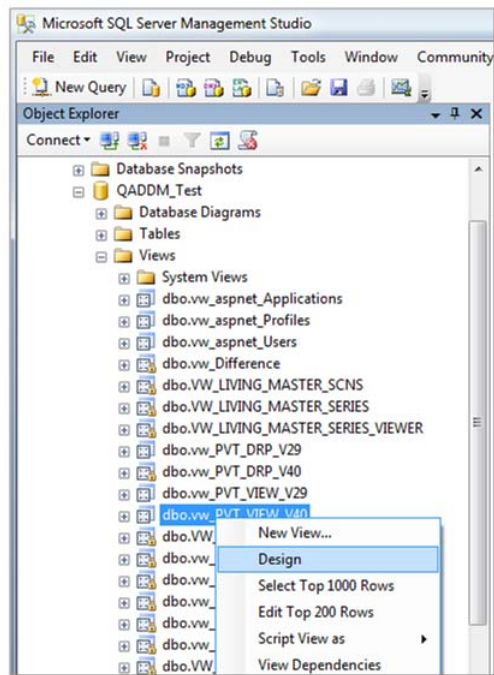 Microsoft SQL Server Management Studio
File Edit View Project Debug Tools Window Community
New Query
Object Explorer
Connect
Database Snapshots
QADDM_Test
Database Diagrams
Tables
Views
System Views
dbo.vw_aspnet_Applications
dbo.vw_aspnet_Profiles
dbo.vw_aspnet_Users
dbo.vw_Difference
dbo.VW_LIVING_MASTER_SCNS
dbo.VW_LIVING_MASTER_SERIES
dbo.VW_LIVING_MASTER_SERIES_VIEWER
dbo.vw_PVT_DRP_V29
dbo.vw_PVT_DRP_V40
dbo.vw_PVT_VIEW_V29
dbo.vw_PVT_VIEW_V40
dbo.VW_ New View...
dbo.VW_ Design
dbo.vw_ Select Top 1000 Rows
dbo.vw_ Edit Top 200 Rows
dbo.vw_ Script View as
dbo.vw_
dbo.VW_ View Dependencies